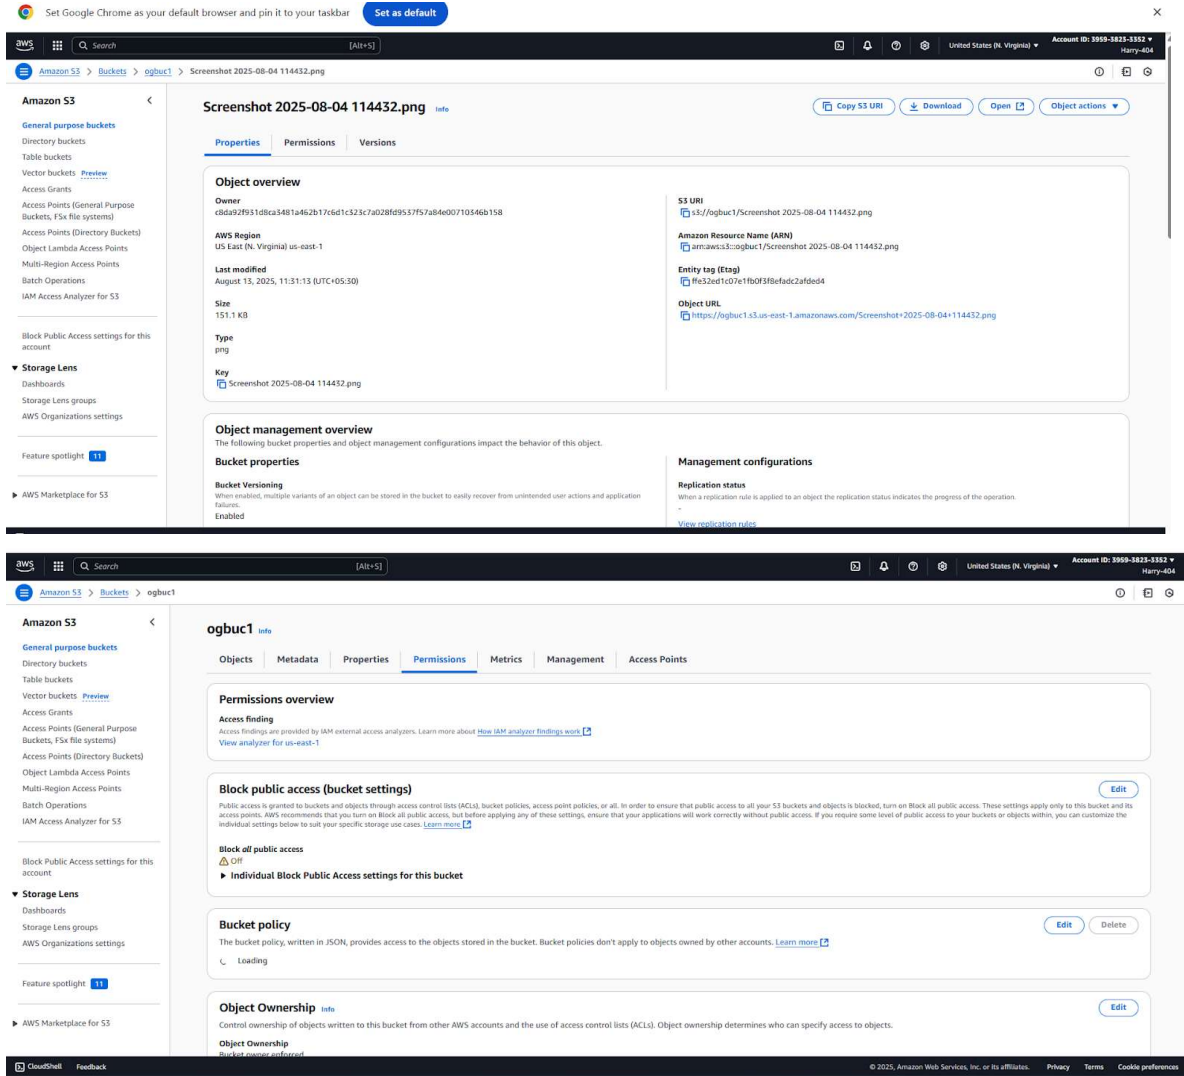 Set Google Chrome as your default browser and pin it to your taskbar Set as default
aws Search [Alt+S] United States (N. Virginia) Account ID: 3959-3823-3352
Harry-404
Amazon S3 > Buckets > ogbuc1 > Screenshot 2025-08-04 114432.png
Amazon S3
General purpose buckets
Directory buckets
Table buckets
Vector buckets Preview
Access Grants
Access Points (General Purpose
Buckets, FSx file systems)
Access Points (Directory Buckets)
Object Lambda Access Points
Multi-Region Access Points
Batch Operations
IAM Access Analyzer for S3
Block Public Access settings for this
account
Storage Lens
Dashboards
Storage Lens groups
AWS Organizations settings
Feature spotlight 11
AWS Marketplace for S3
Screenshot 2025-08-04 114432.png Info
Copy S3 URI Download Open Object actions
Properties Permissions Versions
Object overview
Owner
c8da92f931d8ca3481a462b17c6d1c323c7a028fd9537f57a84e00710346b158
AWS Region
US East (N. Virginia) us-east-1
Last modified
August 13, 2025, 11:31:13 (UTC+05:30)
Size
151.1 KB
Type
png
Key
Screenshot 2025-08-04 114432.png
S3 URI
s3://ogbuc1/Screenshot 2025-08-04 114432.png
Amazon Resource Name (ARN)
arn:aws:s3:::ogbuc1/Screenshot 2025-08-04 114432.png
Entity tag (Etag)
ffe32ed1c07e1fb0f3f8efadc2afded4
Object URL
https://ogbuc1.s3.us-east-1.amazonaws.com/Screenshot+2025-08-04+114432.png
Object management overview
The following bucket properties and object management configurations impact the behavior of this object.
Bucket properties
Bucket Versioning
When enabled, multiple variants of an object can be stored in the bucket to easily recover from unintended user actions and application
failures.
Enabled
Management configurations
Replication status
When a replication rule is applied to an object the replication status indicates the progress of the operation.
-
View replication rules
aws Search [Alt+S] United States (N. Virginia) Account ID: 3959-3823-3352
Harry-404
Amazon S3 > Buckets > ogbuc1
Amazon S3
General purpose buckets
Directory buckets
Table buckets
Vector buckets Preview
Access Grants
Access Points (General Purpose
Buckets, FSx file systems)
Access Points (Directory Buckets)
Object Lambda Access Points
Multi-Region Access Points
Batch Operations
IAM Access Analyzer for S3
Block Public Access settings for this
account
Storage Lens
Dashboards
Storage Lens groups
AWS Organizations settings
Feature spotlight 11
AWS Marketplace for S3
ogbuc1 Info
Objects Metadata Properties Permissions Metrics Management Access Points
Permissions overview
Access finding
Access findings are provided by IAM external access analyzers. Learn more about How IAM analyzer findings work
View analyzer for us-east-1
Block public access (bucket settings) Edit
Public access is granted to buckets and objects through access control lists (ACLs), bucket policies, access point policies, or all. In order to ensure that public access to all your S3 buckets and objects is blocked, turn on Block all public access. These settings apply only to this bucket and its
access points. AWS recommends that you turn on Block all public access, but before applying any of these settings, ensure that your applications will work correctly without public access. If you require some level of public access to your buckets or objects within, you can customize the
individual settings below to suit your specific storage use cases. Learn more
Block all public access
Off
Individual Block Public Access settings for this bucket
Bucket policy Edit Delete
The bucket policy, written in JSON, provides access to the objects stored in the bucket. Bucket policies don't apply to objects owned by other accounts. Learn more
Loading
Object Ownership Info Edit
Control ownership of objects written to this bucket from other AWS accounts and the use of access control lists (ACLs). Object ownership determines who can specify access to objects.
Object Ownership
Bucket owner enforced
CloudShell Feedback © 2025, Amazon Web Services, Inc. or its affiliates. Privacy Terms Cookie preferences